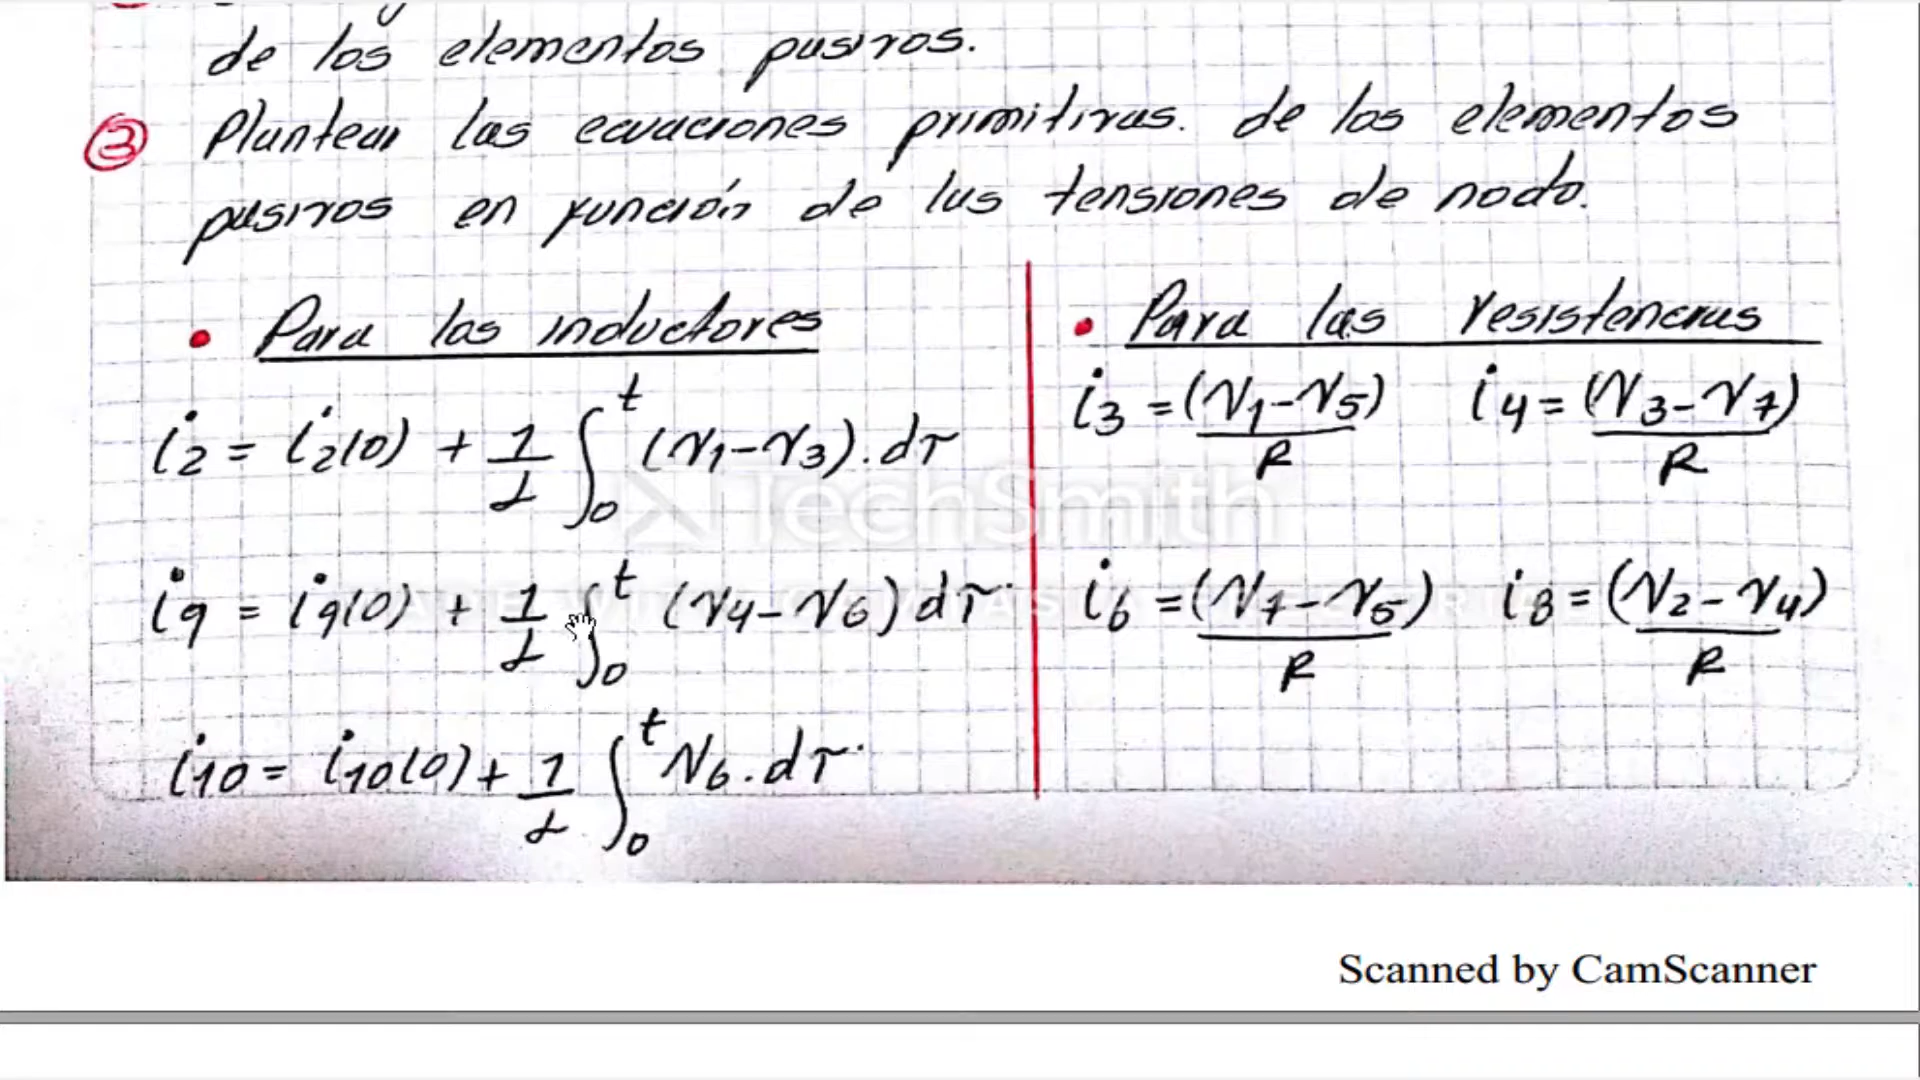 de los elementos pasivos.
③ Plantear las ecuaciones primitivas. de los elementos
pasivos en función de las tensiones de nodo.
• Para los inductores
i2 = i2(0) + 1/L ∫0^t (v1-v3).dτ
i9 = i9(0) + 1/L ∫0^t (v4-v6) dτ
i10 = i10(0) + 1/L ∫0^t v6.dτ
• Para las resistencias
i3 = (v1-v5)/R i4 = (v3-v7)/R
i6 = (v7-v5)/R i8 = (v2-v4)/R
TechSmith
Scanned by CamScanner